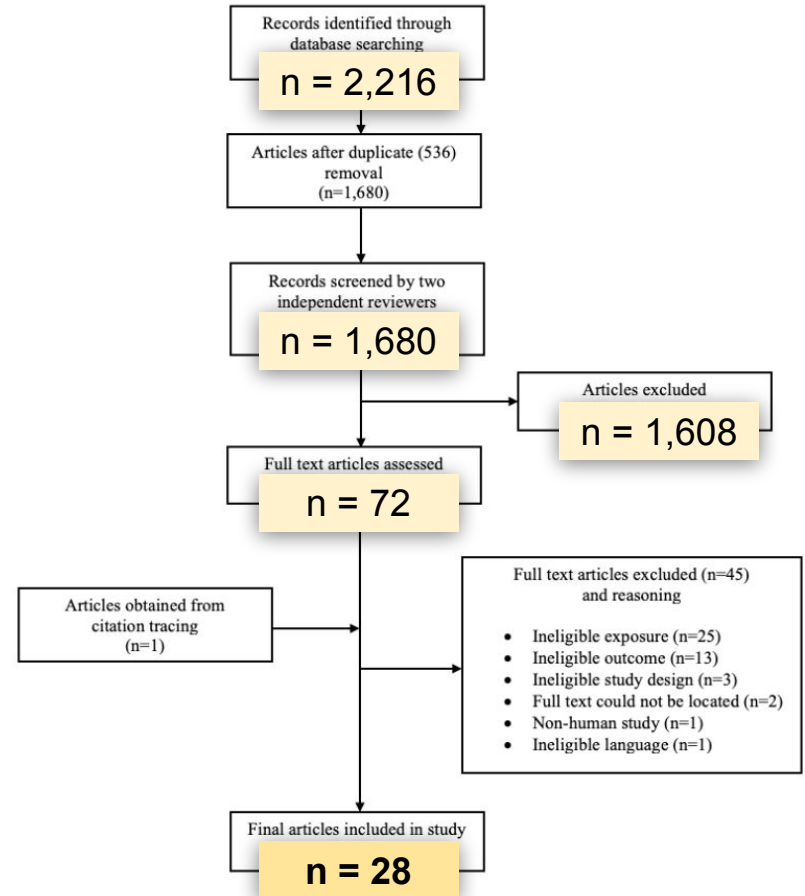 Records identified through
database searching
n = 2,216
Articles after duplicate (536)
removal
(n=1,680)
Records screened by two
independent reviewers
n = 1,680
Articles excluded
n = 1,608
Full text articles assessed
n = 72
Articles obtained from
citation tracing
(n=1)
Full text articles excluded (n=45)
and reasoning
• Ineligible exposure (n=25)
• Ineligible outcome (n=13)
• Ineligible study design (n=3)
• Full text could not be located (n=2)
• Non-human study (n=1)
• Ineligible language (n=1)
Final articles included in study
n = 28